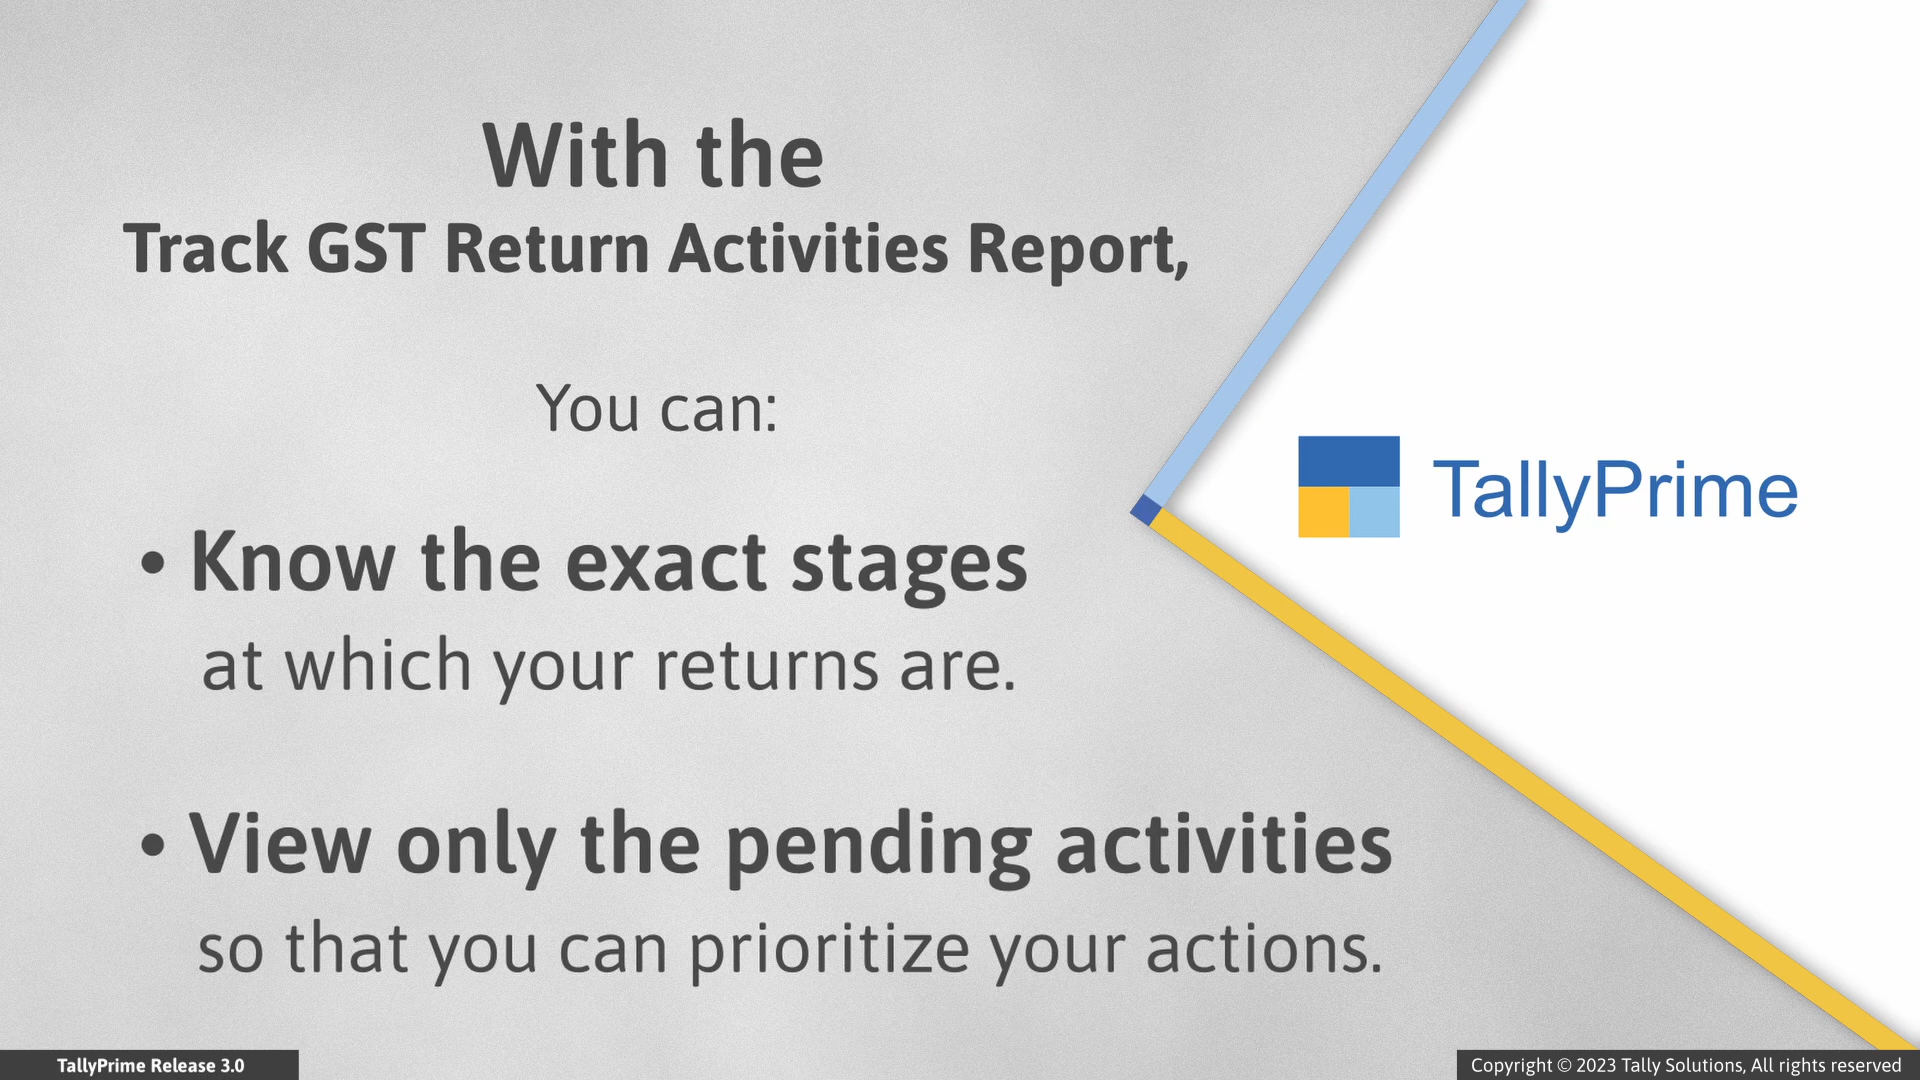 With the
Track GST Return Activities Report,
You can:
• Know the exact stages
at which your returns are.
• View only the pending activities
so that you can prioritize your actions.
TallyPrime
TallyPrime Release 3.0
Copyright © 2023 Tally Solutions, All rights reserved